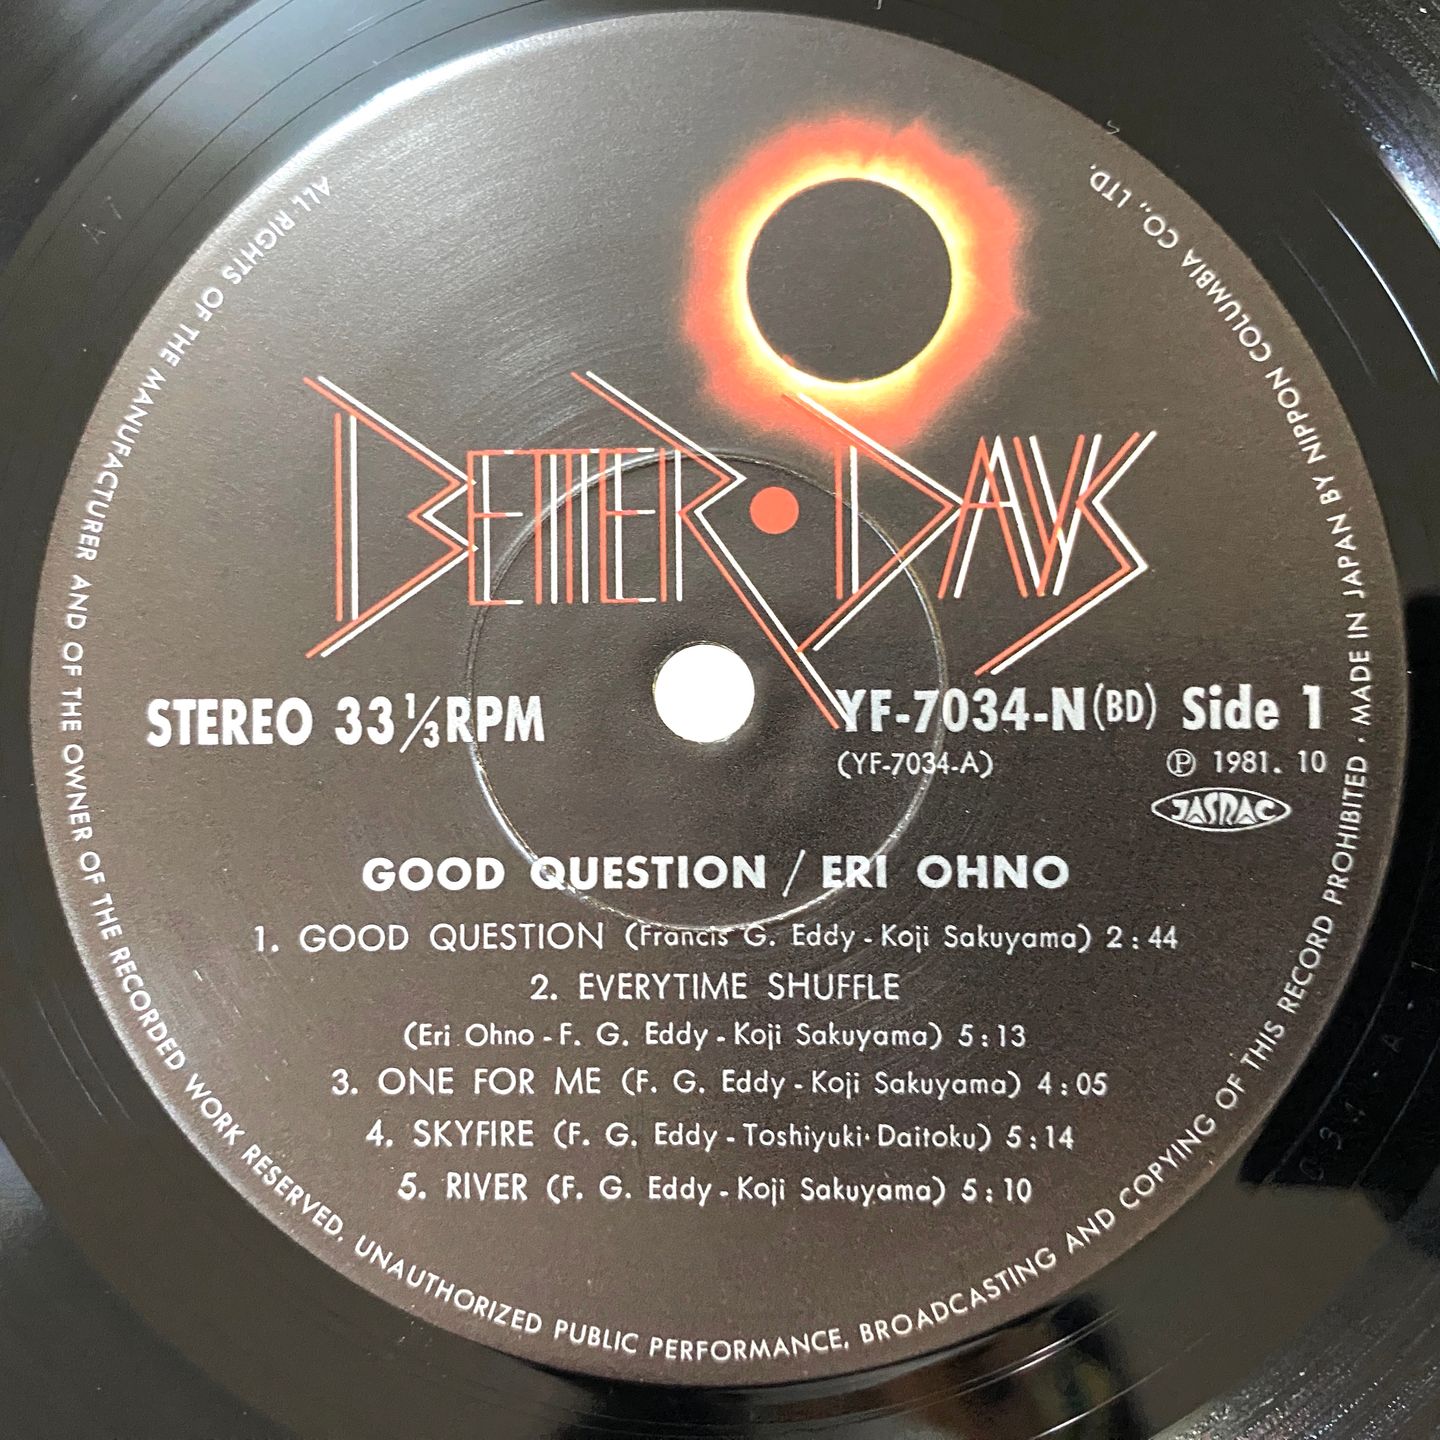 BETTER DAYS
STEREO 33⅓RPM
YF-7034-N(BD) Side 1
(YF-7034-A) ℗ 1981. 10
JASRAC
GOOD QUESTION / ERI OHNO
1. GOOD QUESTION (Francis G. Eddy - Koji Sakuyama) 2:44
2. EVERYTIME SHUFFLE
(Eri Ohno - F. G. Eddy - Koji Sakuyama) 5:13
3. ONE FOR ME (F. G. Eddy - Koji Sakuyama) 4:05
4. SKYFIRE (F. G. Eddy - Toshiyuki·Daitoku) 5:14
5. RIVER (F. G. Eddy - Koji Sakuyama) 5:10
ALL RIGHTS OF THE MANUFACTURER AND OF THE OWNER OF THE RECORDED WORK RESERVED. UNAUTHORIZED PUBLIC PERFORMANCE, BROADCASTING AND COPYING OF THIS RECORD PROHIBITED · MADE IN JAPAN BY NIPPON COLUMBIA CO., LTD.